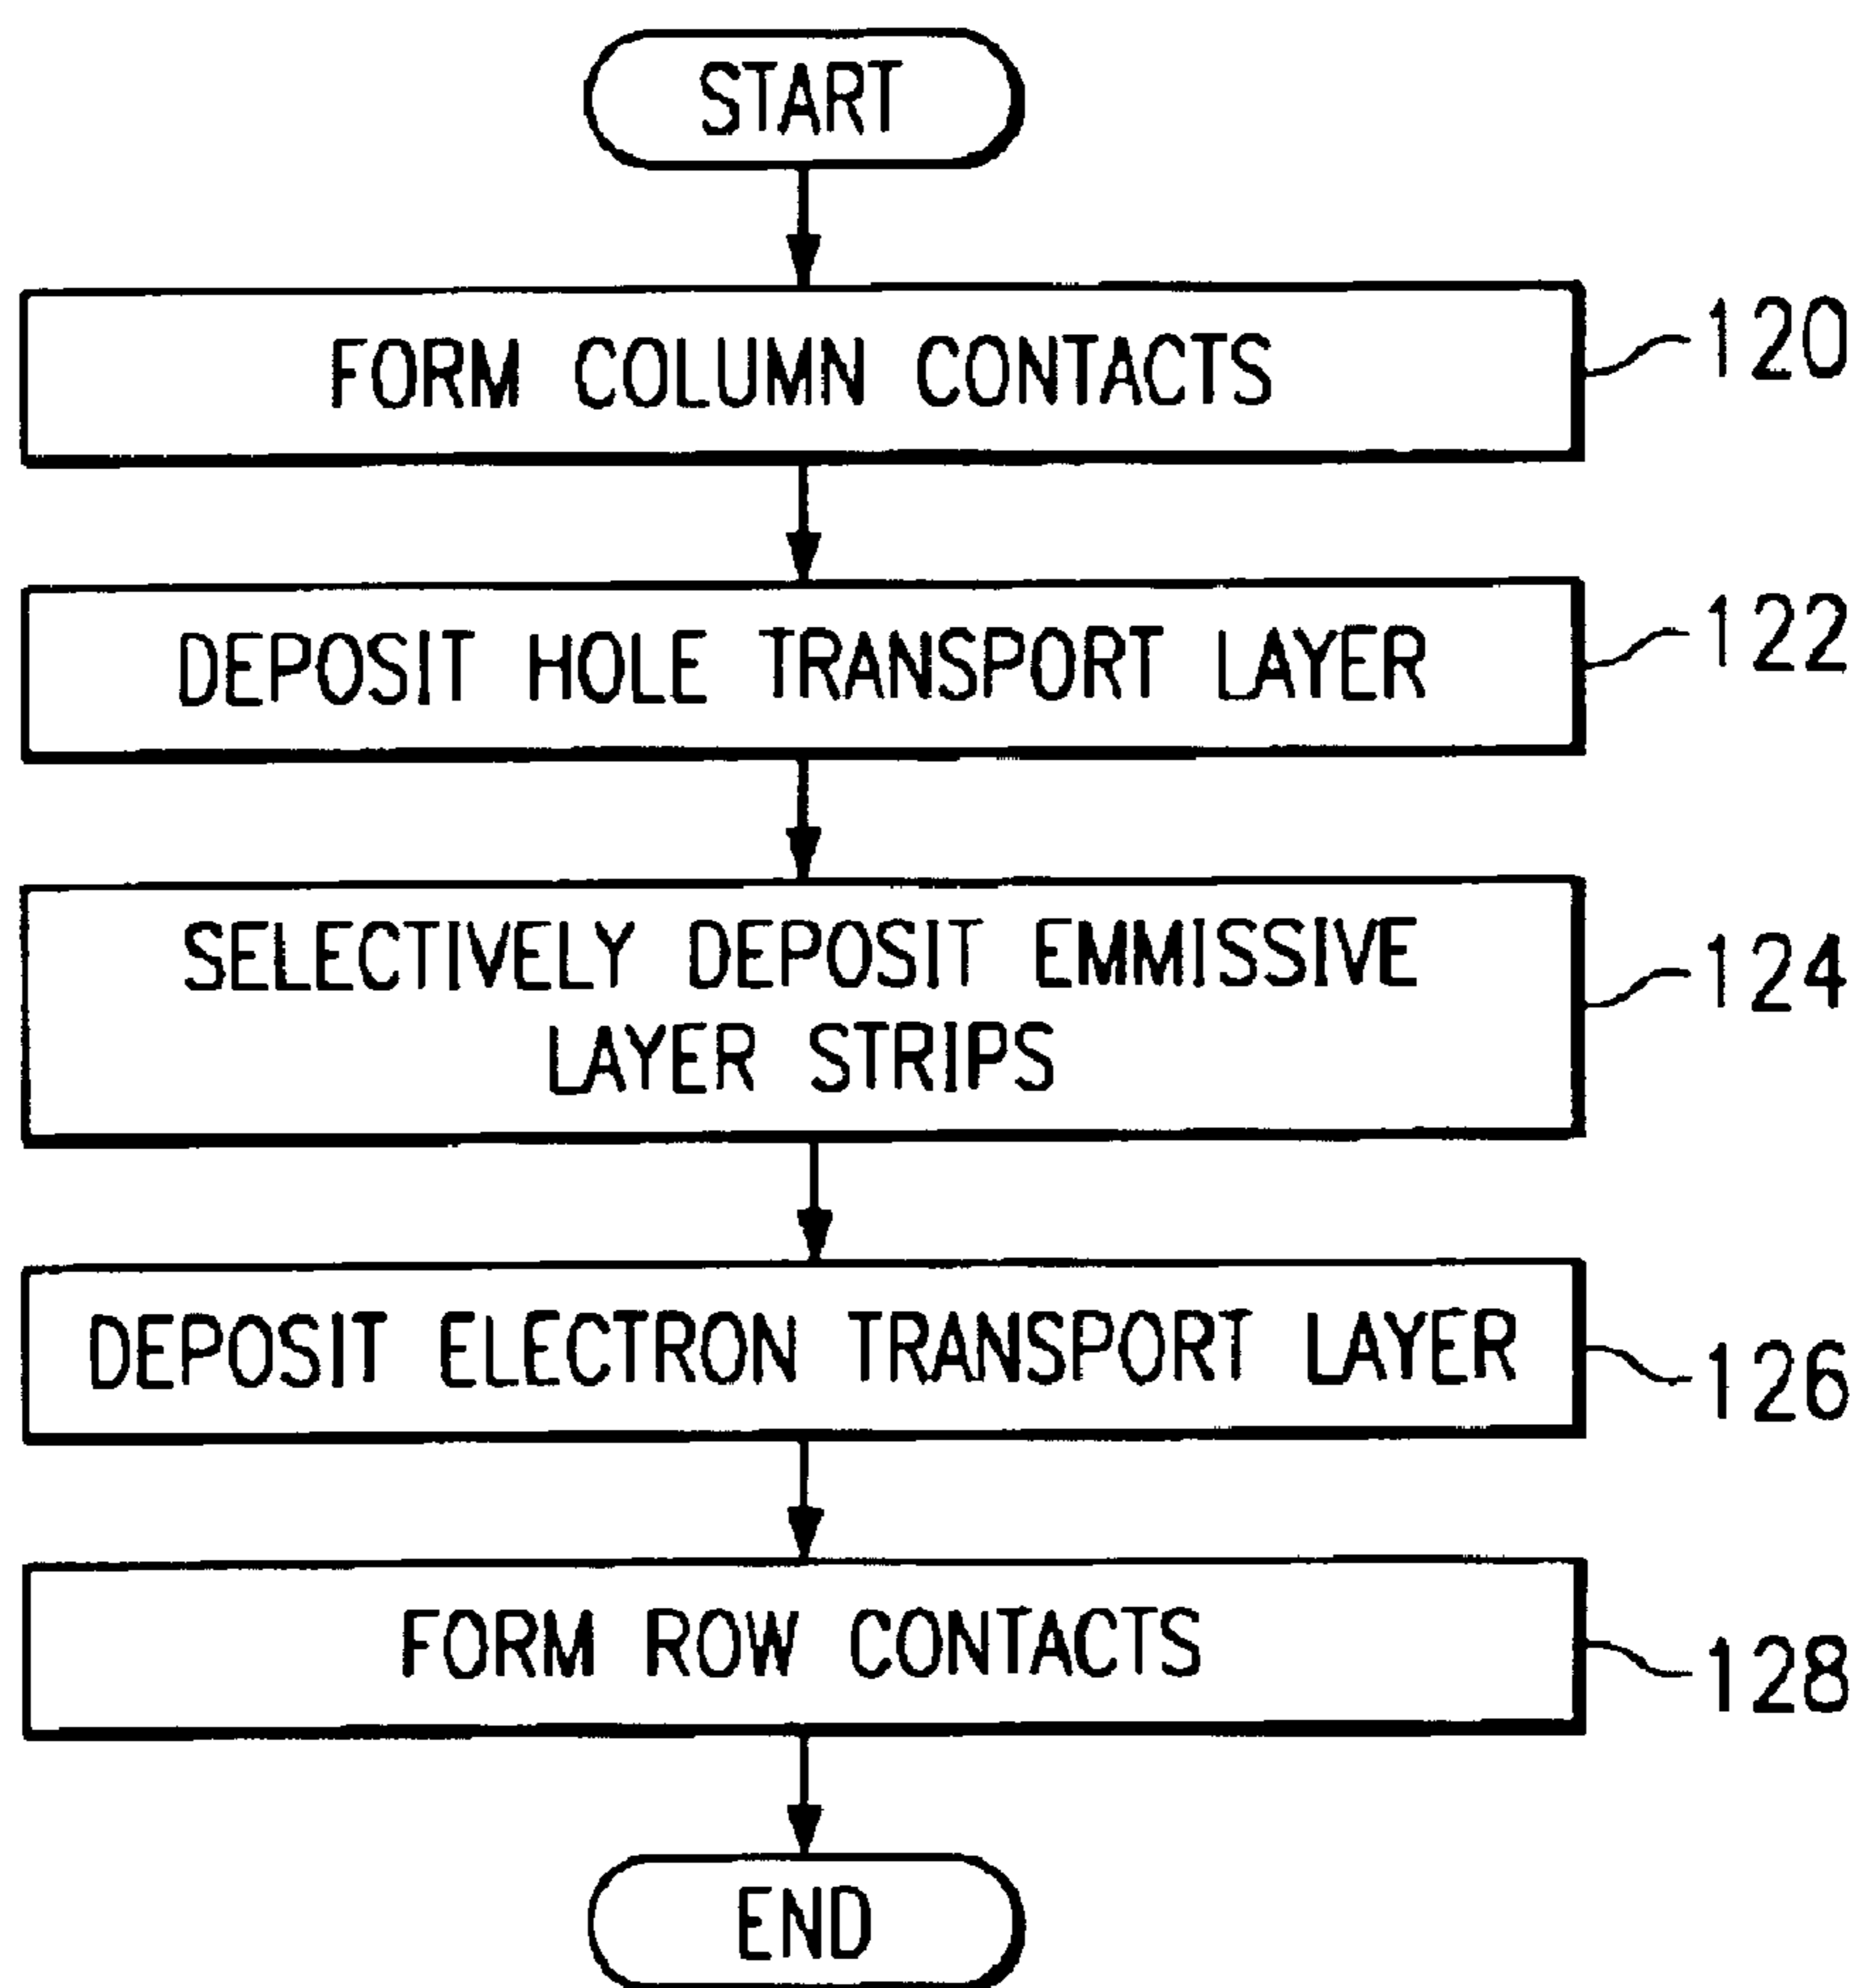 START
FORM COLUMN CONTACTS
120
DEPOSIT HOLE TRANSPORT LAYER
122
SELECTIVELY DEPOSIT EMMISSIVE
LAYER STRIPS
124
DEPOSIT ELECTRON TRANSPORT LAYER
126
FORM ROW CONTACTS
128
END